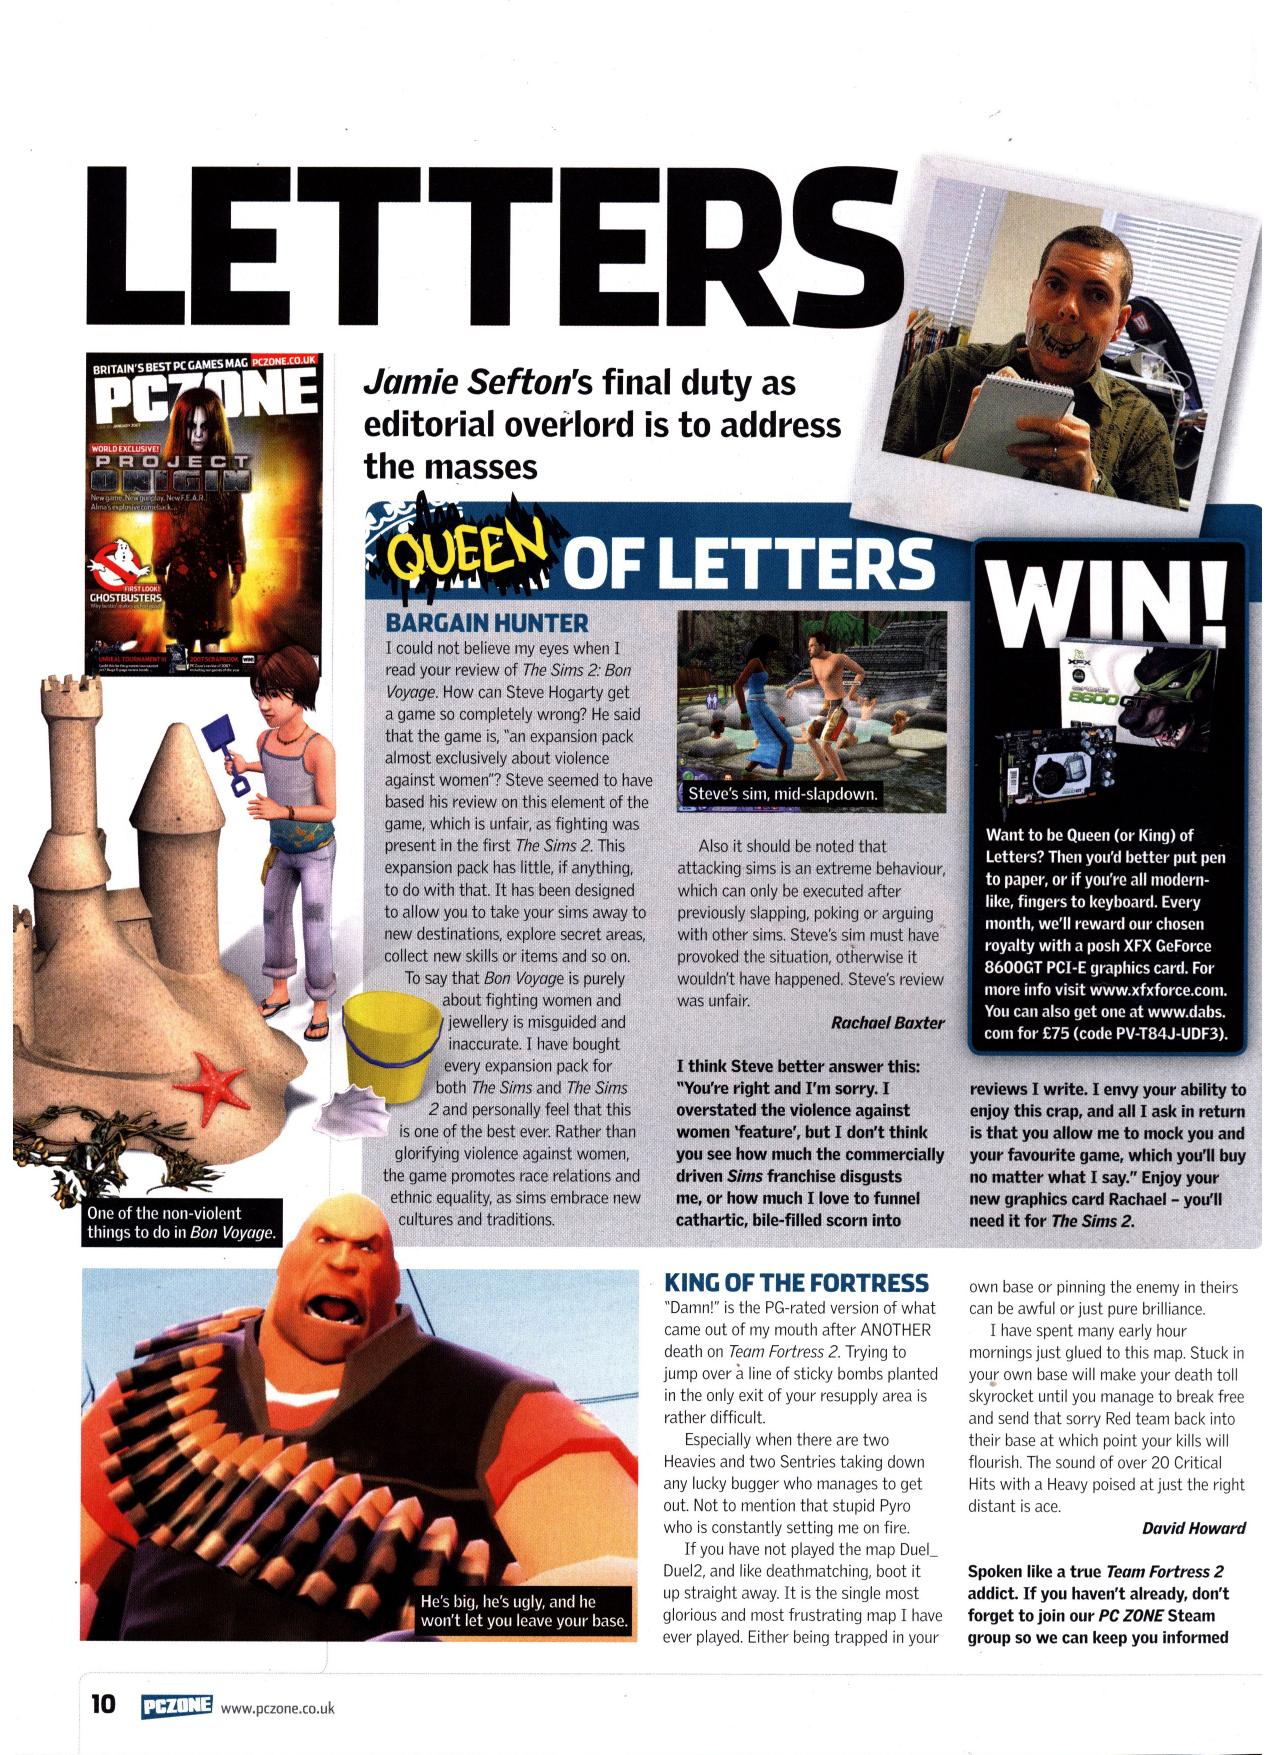 LETTERS
BRITAIN'S BEST PC GAMES MAG PCZONE.CO.UK
PCZONE
JANUARY 2007
WORLD EXCLUSIVE!
PROJECT
ORIGIN
New game. New gunplay. New F.E.A.R.
Alma's explosive comeback...
FIRST LOOK!
GHOSTBUSTERS
UNREAL TOURNAMENT III
2007 SCRAPBOOK
Jamie Sefton's final duty as
editorial overlord is to address
the masses
QUEEN OF LETTERS
BARGAIN HUNTER
I could not believe my eyes when I
read your review of The Sims 2: Bon
Voyage. How can Steve Hogarty get
a game so completely wrong? He said
that the game is, "an expansion pack
almost exclusively about violence
against women"? Steve seemed to have
based his review on this element of the
game, which is unfair, as fighting was
present in the first The Sims 2. This
expansion pack has little, if anything,
to do with that. It has been designed
to allow you to take your sims away to
new destinations, explore secret areas,
collect new skills or items and so on.
To say that Bon Voyage is purely
about fighting women and
jewellery is misguided and
inaccurate. I have bought
every expansion pack for
both The Sims and The Sims
2 and personally feel that this
is one of the best ever. Rather than
glorifying violence against women,
the game promotes race relations and
ethnic equality, as sims embrace new
cultures and traditions.
One of the non-violent
things to do in Bon Voyage.
Steve's sim, mid-slapdown.
Also it should be noted that
attacking sims is an extreme behaviour,
which can only be executed after
previously slapping, poking or arguing
with other sims. Steve's sim must have
provoked the situation, otherwise it
wouldn't have happened. Steve's review
was unfair.
Rachael Baxter
I think Steve better answer this:
"You're right and I'm sorry. I
overstated the violence against
women 'feature', but I don't think
you see how much the commercially
driven Sims franchise disgusts
me, or how much I love to funnel
cathartic, bile-filled scorn into
WIN!
XFX
GEFORCE
8600GT
Want to be Queen (or King) of
Letters? Then you'd better put pen
to paper, or if you're all modern-
like, fingers to keyboard. Every
month, we'll reward our chosen
royalty with a posh XFX GeForce
8600GT PCI-E graphics card. For
more info visit www.xfxforce.com.
You can also get one at www.dabs.
com for £75 (code PV-T84J-UDF3).
reviews I write. I envy your ability to
enjoy this crap, and all I ask in return
is that you allow me to mock you and
your favourite game, which you'll buy
no matter what I say." Enjoy your
new graphics card Rachael – you'll
need it for The Sims 2.
He's big, he's ugly, and he
won't let you leave your base.
KING OF THE FORTRESS
"Damn!" is the PG-rated version of what
came out of my mouth after ANOTHER
death on Team Fortress 2. Trying to
jump over a line of sticky bombs planted
in the only exit of your resupply area is
rather difficult.
Especially when there are two
Heavies and two Sentries taking down
any lucky bugger who manages to get
out. Not to mention that stupid Pyro
who is constantly setting me on fire.
If you have not played the map Duel_
Duel2, and like deathmatching, boot it
up straight away. It is the single most
glorious and most frustrating map I have
ever played. Either being trapped in your
own base or pinning the enemy in theirs
can be awful or just pure brilliance.
I have spent many early hour
mornings just glued to this map. Stuck in
your own base will make your death toll
skyrocket until you manage to break free
and send that sorry Red team back into
their base at which point your kills will
flourish. The sound of over 20 Critical
Hits with a Heavy poised at just the right
distant is ace.
David Howard
Spoken like a true Team Fortress 2
addict. If you haven't already, don't
forget to join our PC ZONE Steam
group so we can keep you informed
10 PCZONE www.pczone.co.uk